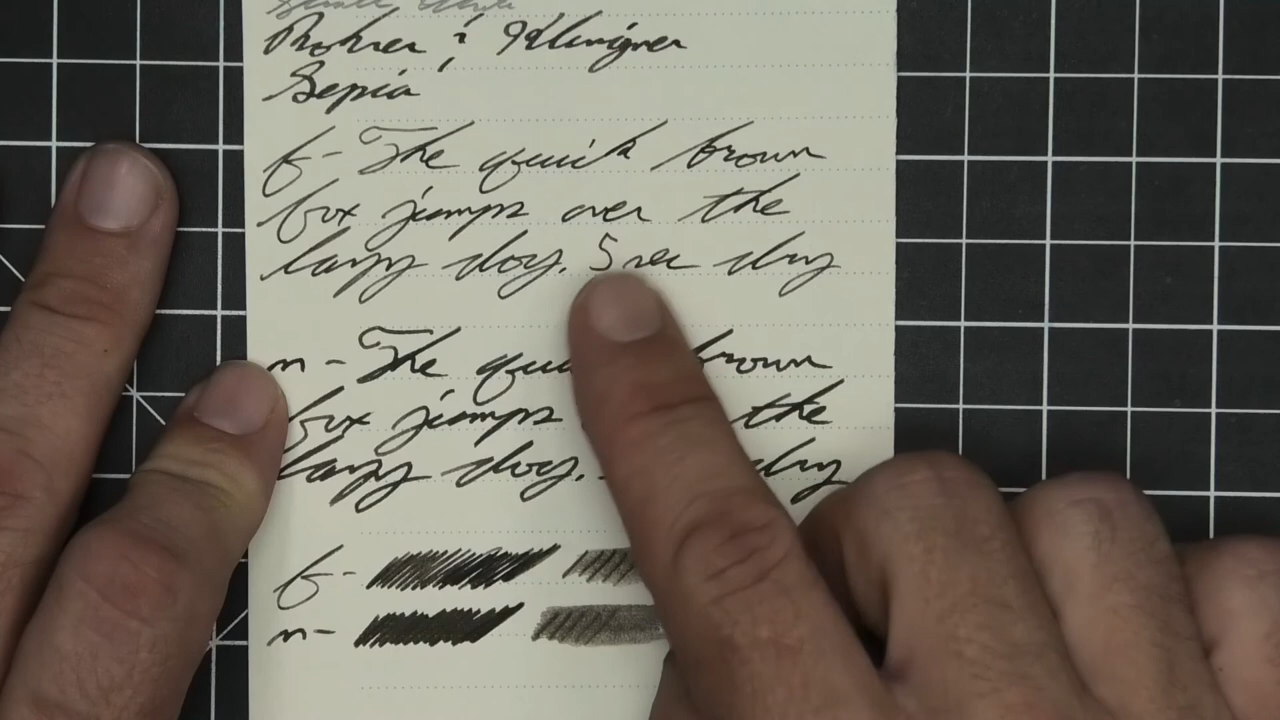 Rohrer & Klingner
Sepia
f - The quick brown
fox jumps over the
lazy dog. 5 sec dry
m - The quick brown
fox jumps the
lazy dog. dry
f -
m -